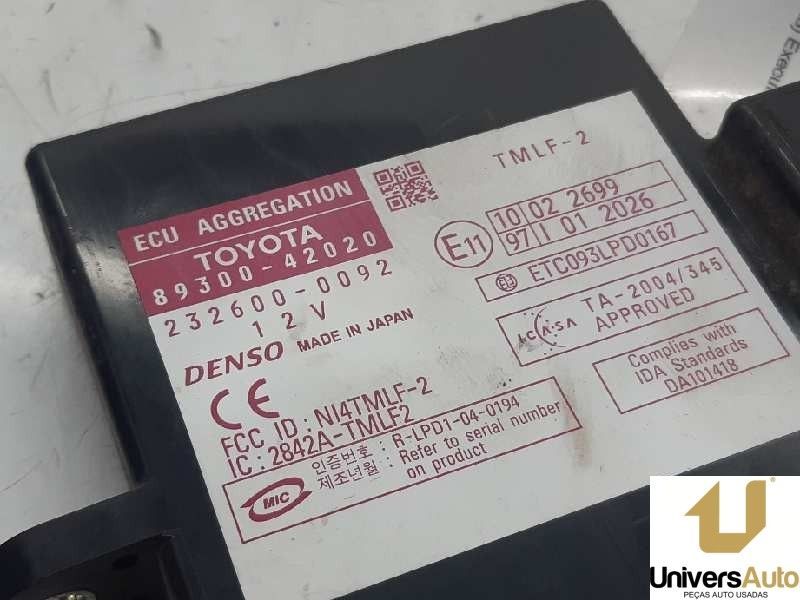 s) Execu
ECU AGGREGATION
TOYOTA
89300-42020
232600-0092
12V
DENSO MADE IN JAPAN
CE
FCC ID : NI4TMLF-2
IC : 2842A-TMLF2
MIC
인증번호 : R-LPD1-04-0194
제조년월 : Refer to serial number
on product
TMLF-2
E11
10 02 2699
97 I 01 2026
ETC093LPD0167
ICASA
TA-2004/345
APPROVED
Complies with
IDA Standards
DA101418
UniversAuto
PEÇAS AUTO USADAS